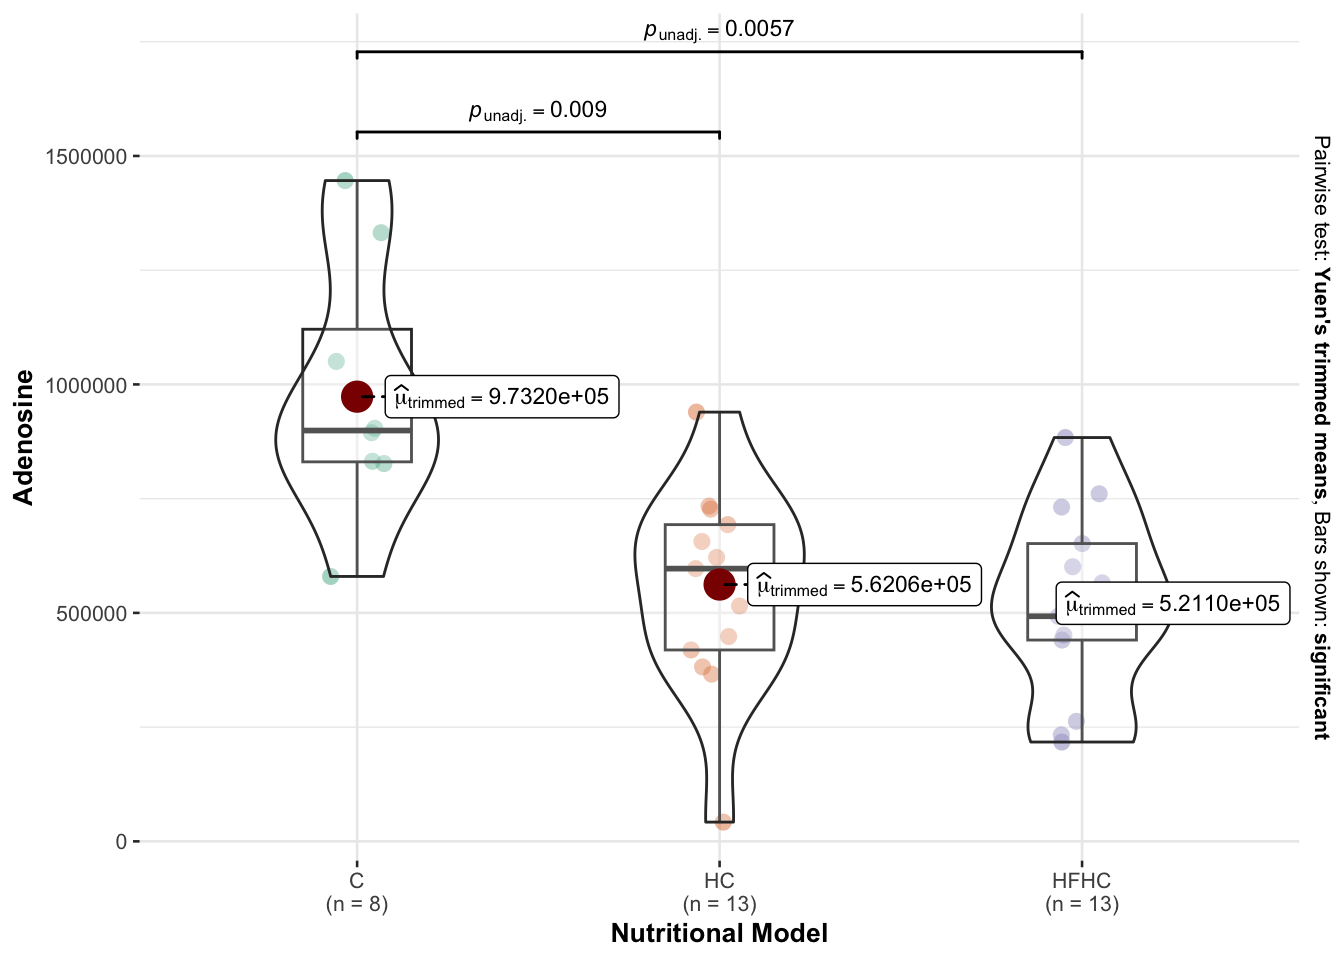 p unadj. = 0.0057
p unadj. = 0.009
1500000
1000000
500000
0
Adenosine
μ̂ trimmed = 9.7320e+05
μ̂ trimmed = 5.6206e+05
μ̂ trimmed = 5.2110e+05
C
(n = 8)
HC
(n = 13)
HFHC
(n = 13)
Nutritional Model
Pairwise test: Yuen's trimmed means, Bars shown: significant